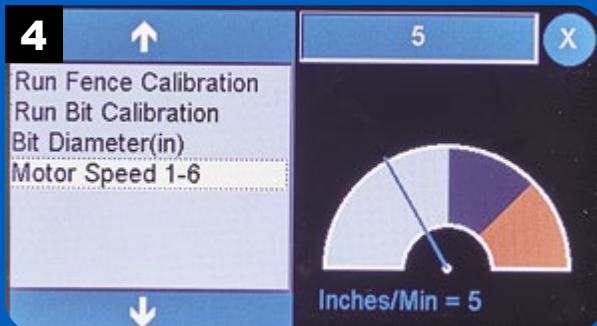 4
5
X
Run Fence Calibration
Run Bit Calibration
Bit Diameter(in)
Motor Speed 1-6
Inches/Min = 5